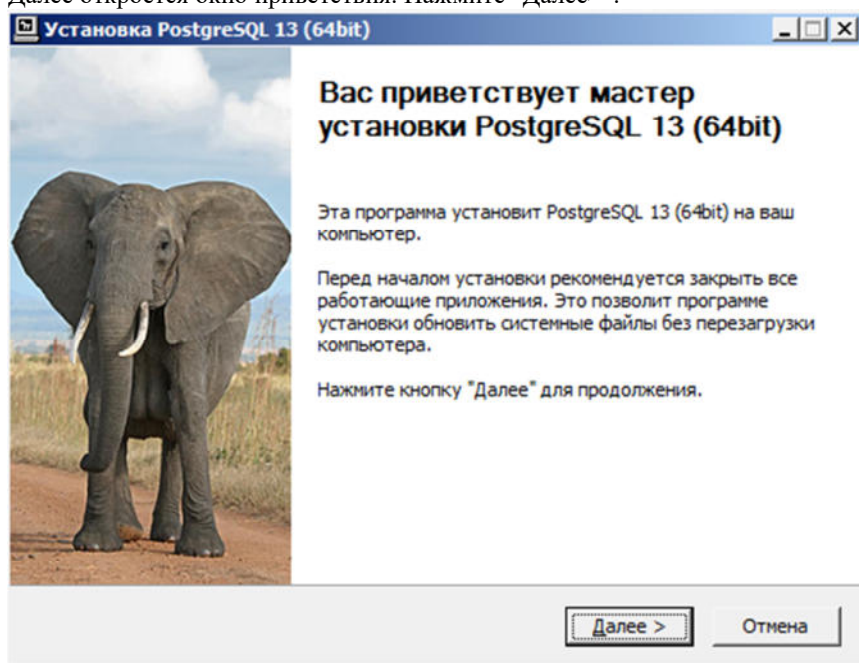 Далее откроется окно приветствия. Нажмите "Далее >".
Установка PostgreSQL 13 (64bit)
Вас приветствует мастер
установки PostgreSQL 13 (64bit)
Эта программа установит PostgreSQL 13 (64bit) на ваш
компьютер.
Перед началом установки рекомендуется закрыть все
работающие приложения. Это позволит программе
установки обновить системные файлы без перезагрузки
компьютера.
Нажмите кнопку "Далее" для продолжения.
Далее >
Отмена